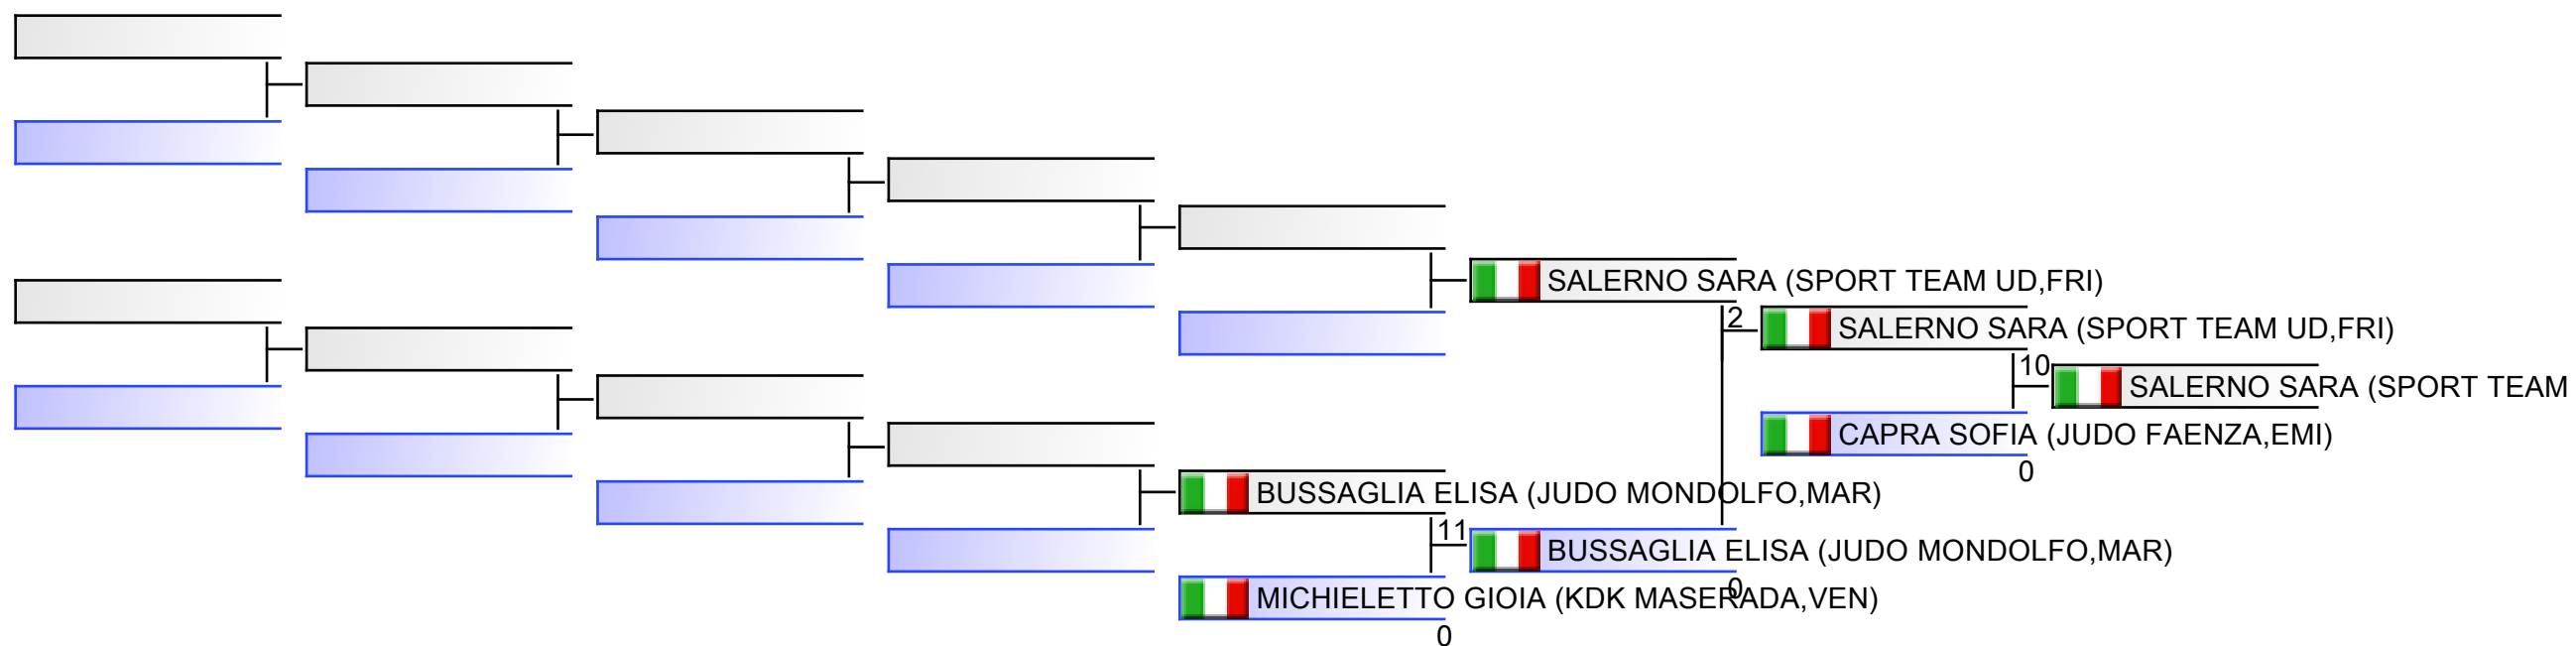 SALERNO SARA (SPORT TEAM UD,FRI)
2
SALERNO SARA (SPORT TEAM UD,FRI)
10
SALERNO SARA (SPORT TEAM
CAPRA SOFIA (JUDO FAENZA,EMI)
0
BUSSAGLIA ELISA (JUDO MONDOLFO,MAR)
11
BUSSAGLIA ELISA (JUDO MONDOLFO,MAR)
0
MICHIELETTO GIOIA (KDK MASERADA,VEN)
0